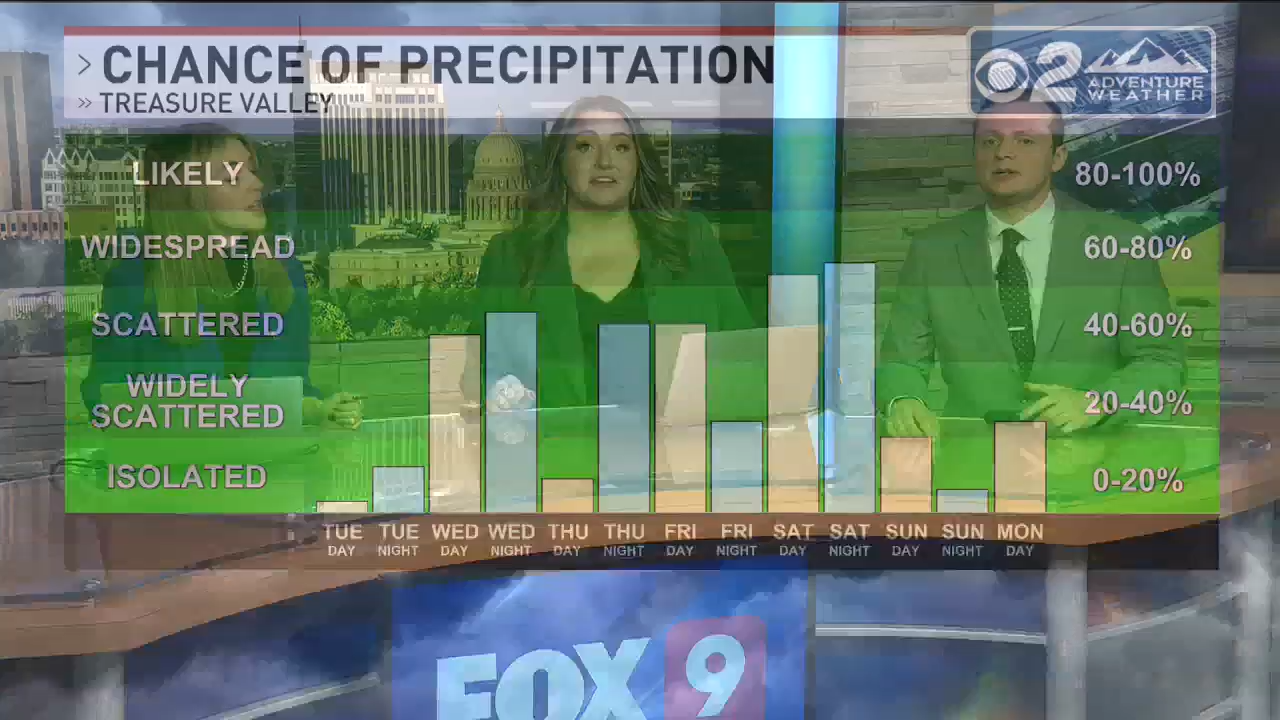 > CHANCE OF PRECIPITATION
» TREASURE VALLEY
2 ADVENTURE WEATHER
LIKELY 80-100%
WIDESPREAD 60-80%
SCATTERED 40-60%
WIDELY
SCATTERED 20-40%
ISOLATED 0-20%
TUE TUE WED WED THU THU FRI FRI SAT SAT SUN SUN MON
DAY NIGHT DAY NIGHT DAY NIGHT DAY NIGHT DAY NIGHT DAY NIGHT DAY
FOX 9